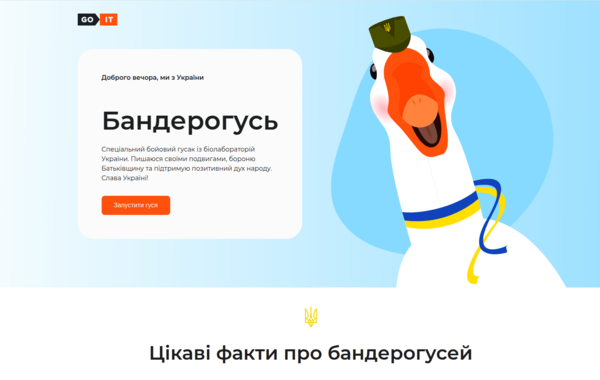 GO IT
Доброго вечора, ми з України
Бандерогусь
Спеціальний бойовий гусак із біолабораторій
України. Пишаюся своїми подвигами, бороню
Батьківщину та підтримую позитивний дух народу.
Слава Україні!
Запустити гуся
Цікаві факти про бандерогусей